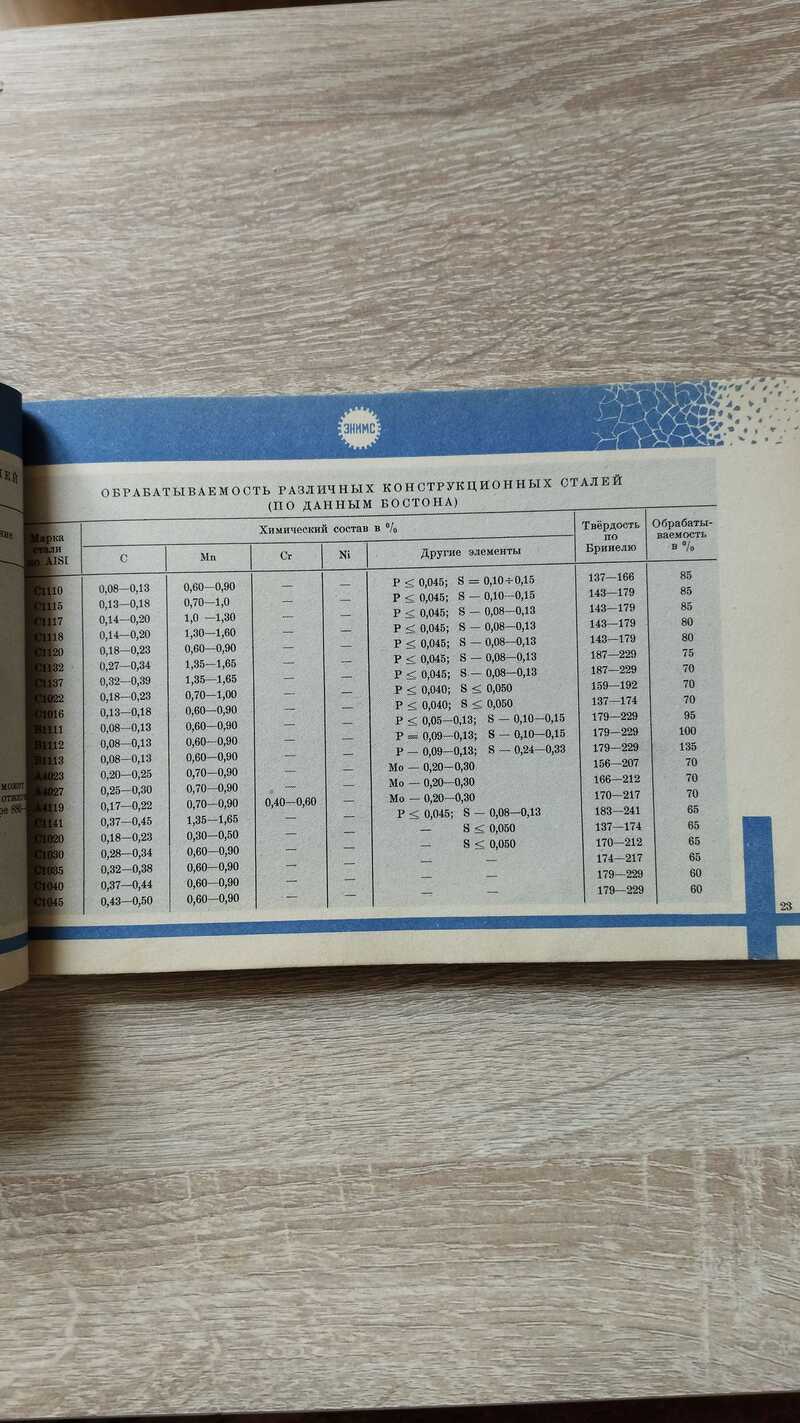 ЭНИМС
ОБРАБАТЫВАЕМОСТЬ РАЗЛИЧНЫХ КОНСТРУКЦИОННЫХ СТАЛЕЙ
(ПО ДАННЫМ БОСТОНА)
Марка стали по AISI
Химический состав в %
Твёрдость по Бринелю
Обрабаты-ваемость в %
C Mn Cr Ni Другие элементы
C1110 0,08—0,13 0,60—0,90 — — P ≤ 0,045; S = 0,10÷0,15 137—166 85
C1115 0,13—0,18 0,70—1,0 — — P ≤ 0,045; S — 0,10—0,15 143—179 85
C1117 0,14—0,20 1,0 —1,30 — — P ≤ 0,045; S — 0,08—0,13 143—179 85
C1118 0,14—0,20 1,30—1,60 — — P ≤ 0,045; S — 0,08—0,13 143—179 80
C1120 0,18—0,23 0,60—0,90 — — P ≤ 0,045; S — 0,08—0,13 143—179 80
C1132 0,27—0,34 1,35—1,65 — — P ≤ 0,045; S — 0,08—0,13 187—229 75
C1137 0,32—0,39 1,35—1,65 — — P ≤ 0,045; S — 0,08—0,13 187—229 70
C1022 0,18—0,23 0,70—1,00 — — P ≤ 0,040; S ≤ 0,050 159—192 70
C1016 0,13—0,18 0,60—0,90 — — P ≤ 0,040; S ≤ 0,050 137—174 70
B1111 0,08—0,13 0,60—0,90 — — P ≤ 0,05—0,13; S — 0,10—0,15 179—229 95
B1112 0,08—0,13 0,60—0,90 — — P = 0,09—0,13; S — 0,10—0,15 179—229 100
B1113 0,08—0,13 0,60—0,90 — — P — 0,09—0,13; S — 0,24—0,33 179—229 135
A4023 0,20—0,25 0,70—0,90 — — Mo — 0,20—0,30 156—207 70
A4027 0,25—0,30 0,70—0,90 — — Mo — 0,20—0,30 166—212 70
A4119 0,17—0,22 0,70—0,90 0,40—0,60 — Mo — 0,20—0,30 170—217 70
C1141 0,37—0,45 1,35—1,65 — — P ≤ 0,045; S — 0,08—0,13 183—241 65
C1020 0,18—0,23 0,30—0,50 — — — S ≤ 0,050 137—174 65
C1030 0,28—0,34 0,60—0,90 — — — S ≤ 0,050 170—212 65
C1035 0,32—0,38 0,60—0,90 — — — — 174—217 65
C1040 0,37—0,44 0,60—0,90 — — — — 179—229 60
C1045 0,43—0,50 0,60—0,90 — — — — 179—229 60
23